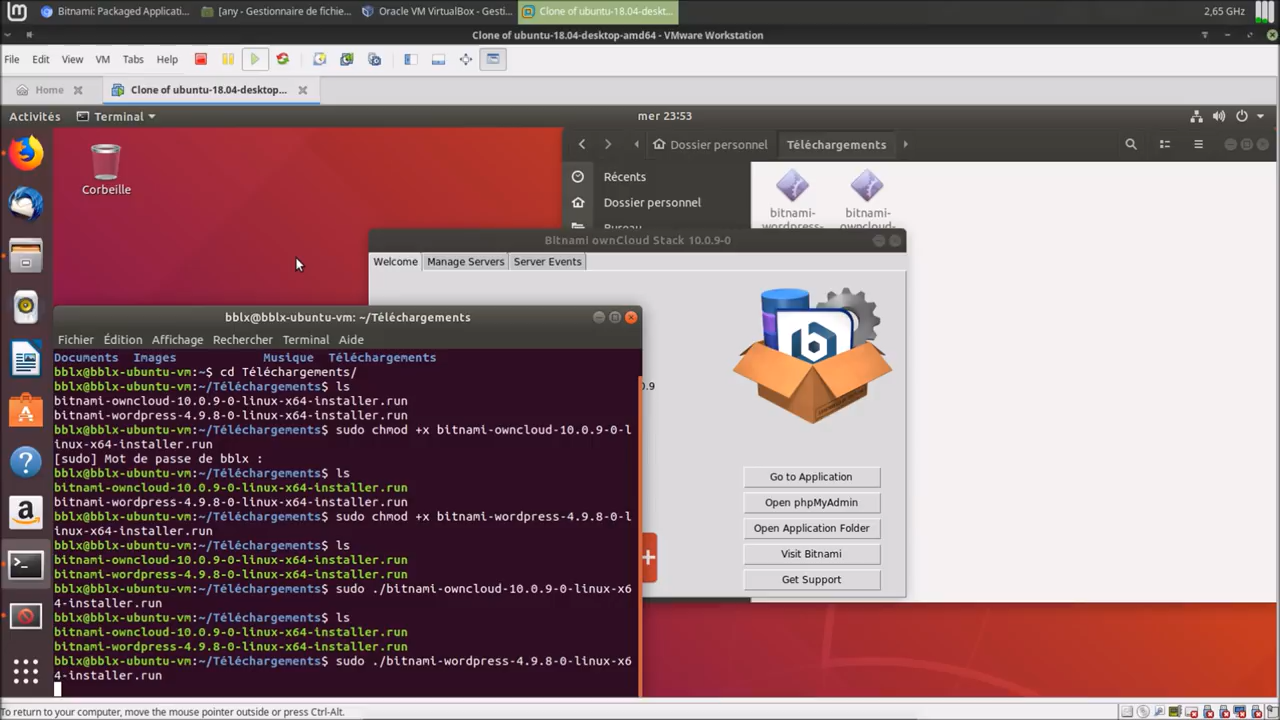 Bitnami: Packaged Applicati...
[any - Gestionnaire de fichie...
Oracle VM VirtualBox - Gesti...
Clone of ubuntu-18.04-deskt...
2,65 GHz
Clone of ubuntu-18.04-desktop-amd64 - VMware Workstation
File Edit View VM Tabs Help
Home
Clone of ubuntu-18.04-desktop...
Activités
Terminal
mer 23:53
Corbeille
Dossier personnel
Téléchargements
Récents
Dossier personnel
Bureau
bitnami-wordpress-
bitnami-owncloud-
Bitnami ownCloud Stack 10.0.9-0
Welcome Manage Servers Server Events
0.9
Go to Application
Open phpMyAdmin
Open Application Folder
Visit Bitnami
Get Support
bblx@bblx-ubuntu-vm: ~/Téléchargements
Fichier Édition Affichage Rechercher Terminal Aide
Documents Images Musique Téléchargements
bblx@bblx-ubuntu-vm:~$ cd Téléchargements/
bblx@bblx-ubuntu-vm:~/Téléchargements$ ls
bitnami-owncloud-10.0.9-0-linux-x64-installer.run
bitnami-wordpress-4.9.8-0-linux-x64-installer.run
bblx@bblx-ubuntu-vm:~/Téléchargements$ sudo chmod +x bitnami-owncloud-10.0.9-0-l
inux-x64-installer.run
[sudo] Mot de passe de bblx :
bblx@bblx-ubuntu-vm:~/Téléchargements$ ls
bitnami-owncloud-10.0.9-0-linux-x64-installer.run
bitnami-wordpress-4.9.8-0-linux-x64-installer.run
bblx@bblx-ubuntu-vm:~/Téléchargements$ sudo chmod +x bitnami-wordpress-4.9.8-0-l
inux-x64-installer.run
bblx@bblx-ubuntu-vm:~/Téléchargements$ ls
bitnami-owncloud-10.0.9-0-linux-x64-installer.run
bitnami-wordpress-4.9.8-0-linux-x64-installer.run
bblx@bblx-ubuntu-vm:~/Téléchargements$ sudo ./bitnami-owncloud-10.0.9-0-linux-x6
4-installer.run
bblx@bblx-ubuntu-vm:~/Téléchargements$ ls
bitnami-owncloud-10.0.9-0-linux-x64-installer.run
bitnami-wordpress-4.9.8-0-linux-x64-installer.run
bblx@bblx-ubuntu-vm:~/Téléchargements$ sudo ./bitnami-wordpress-4.9.8-0-linux-x6
4-installer.run
To return to your computer, move the mouse pointer outside or press Ctrl-Alt.